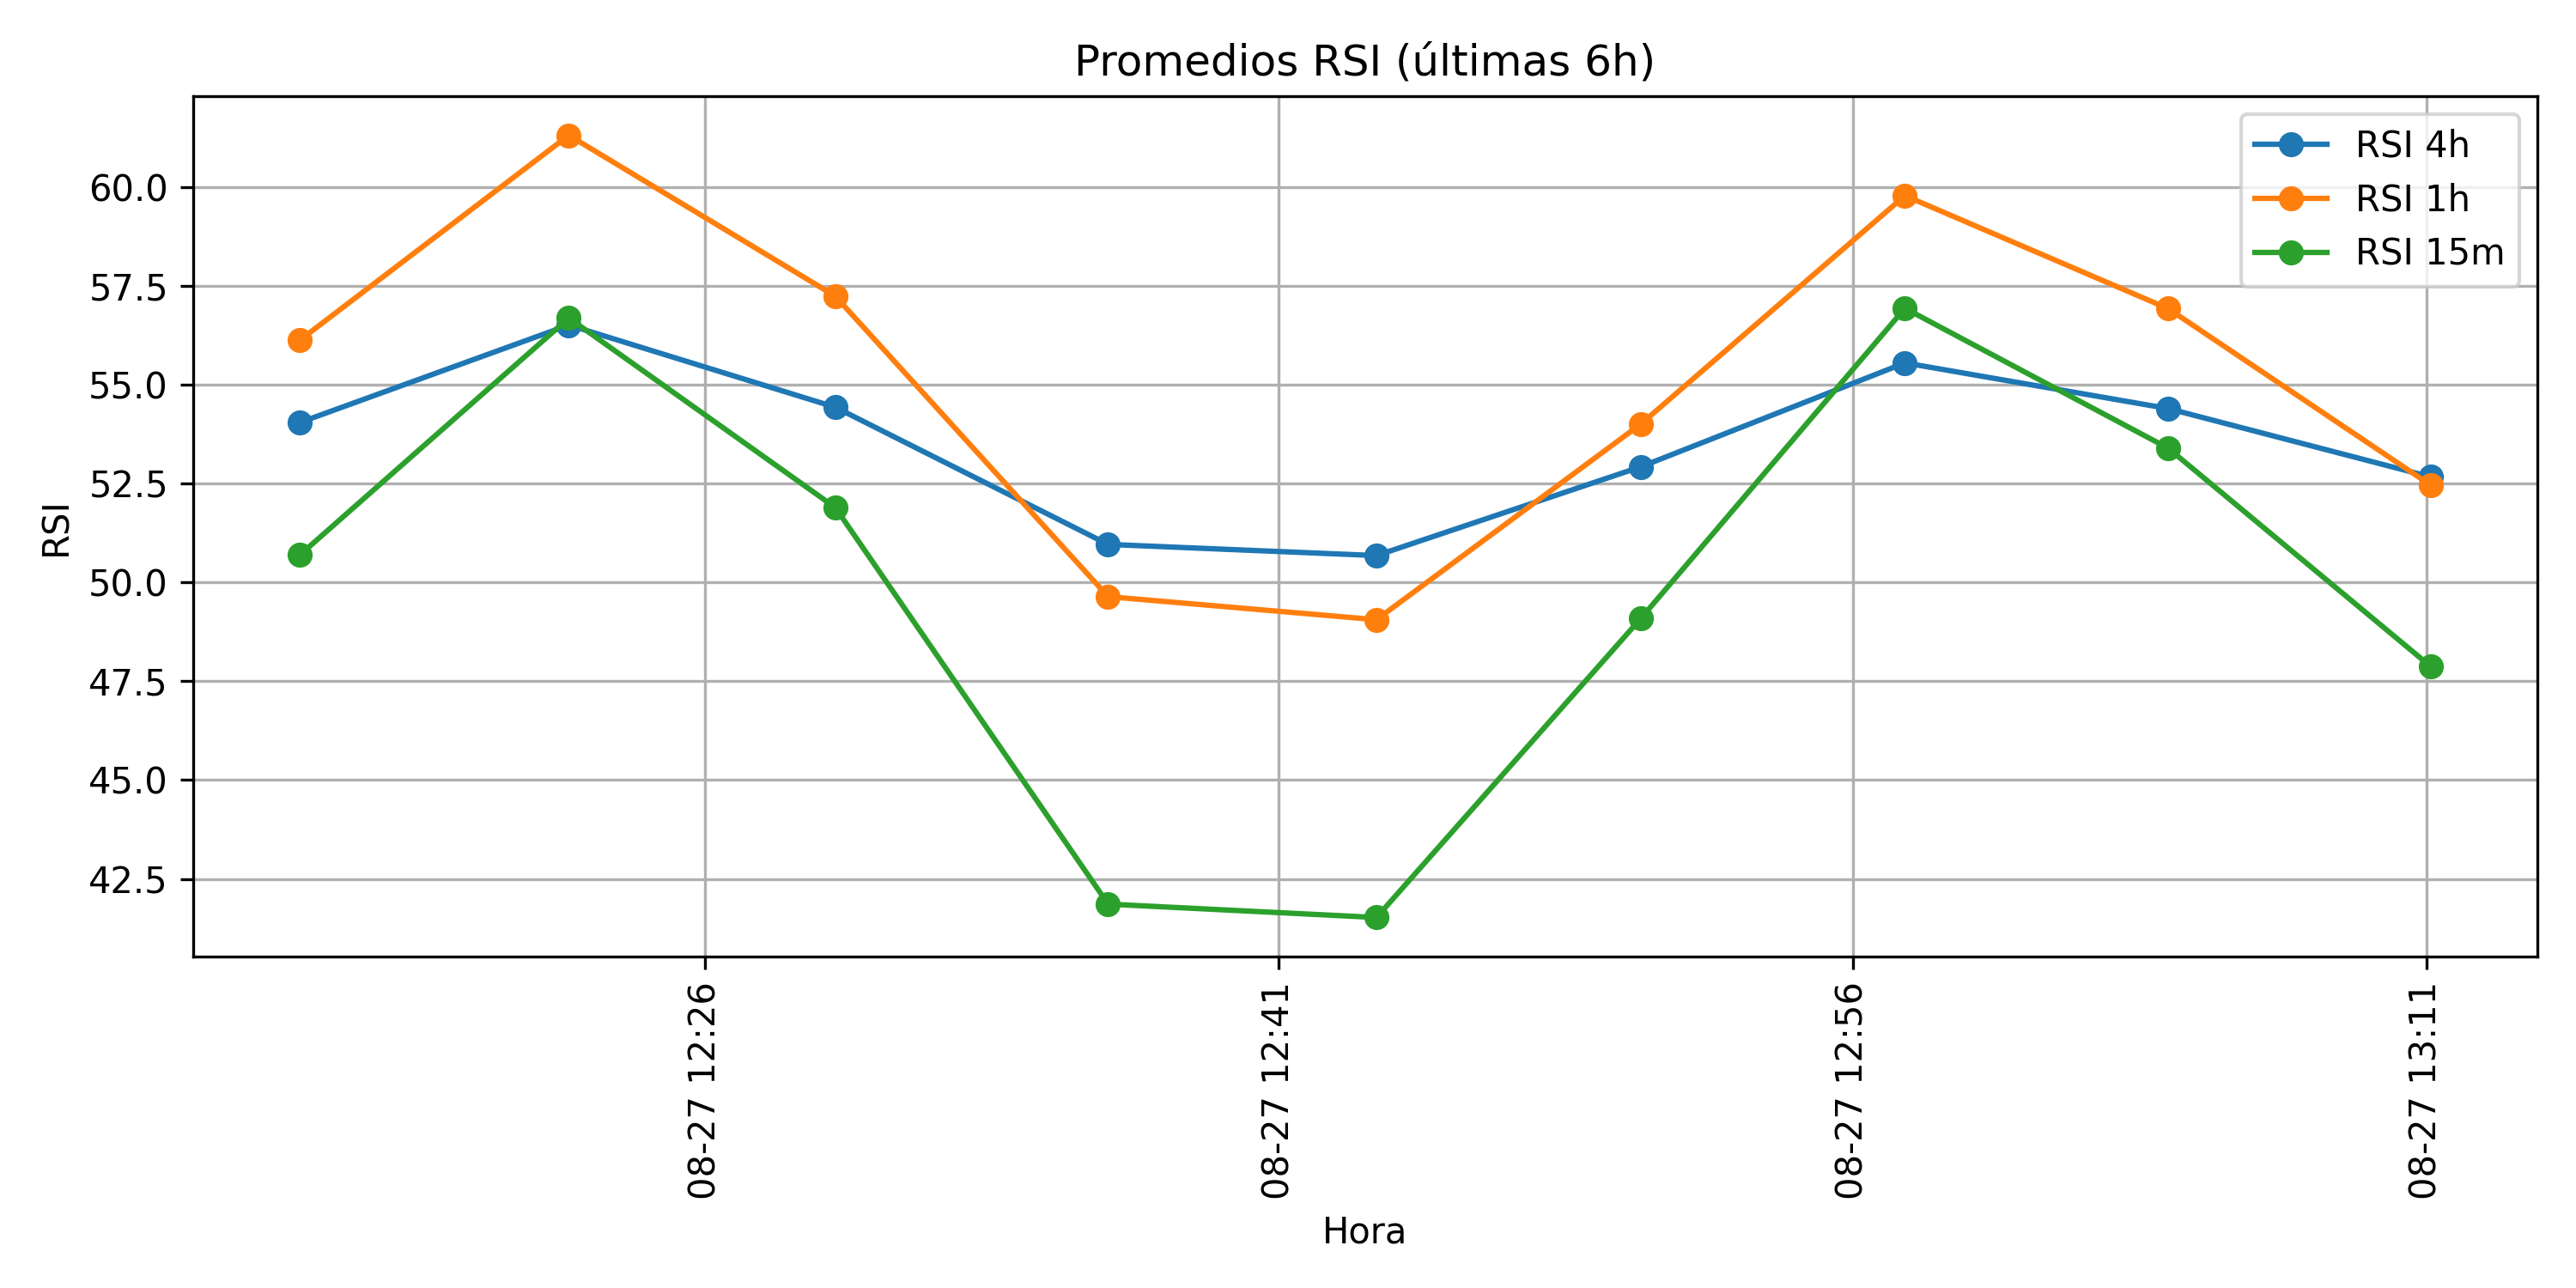 Promedios RSI (últimas 6h)
RSI 4h
RSI 1h
RSI 15m
60.0
57.5
55.0
52.5
50.0
47.5
45.0
42.5
RSI
08-27 12:26
08-27 12:41
08-27 12:56
08-27 13:11
Hora